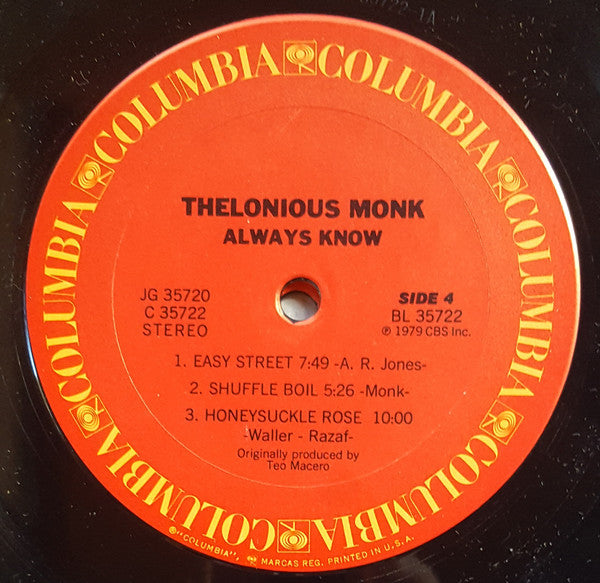 COLUMBIA COLUMBIA COLUMBIA COLUMBIA COLUMBIA COLUMBIA
THELONIOUS MONK
ALWAYS KNOW
JG 35720
C 35722
STEREO
SIDE 4
BL 35722
℗ 1979 CBS Inc.
1. EASY STREET 7:49 -A. R. Jones-
2. SHUFFLE BOIL 5:26 -Monk-
3. HONEYSUCKLE ROSE 10:00
-Waller - Razaf-
Originally produced by
Teo Macero
®"COLUMBIA", MARCAS REG. PRINTED IN U.S.A.